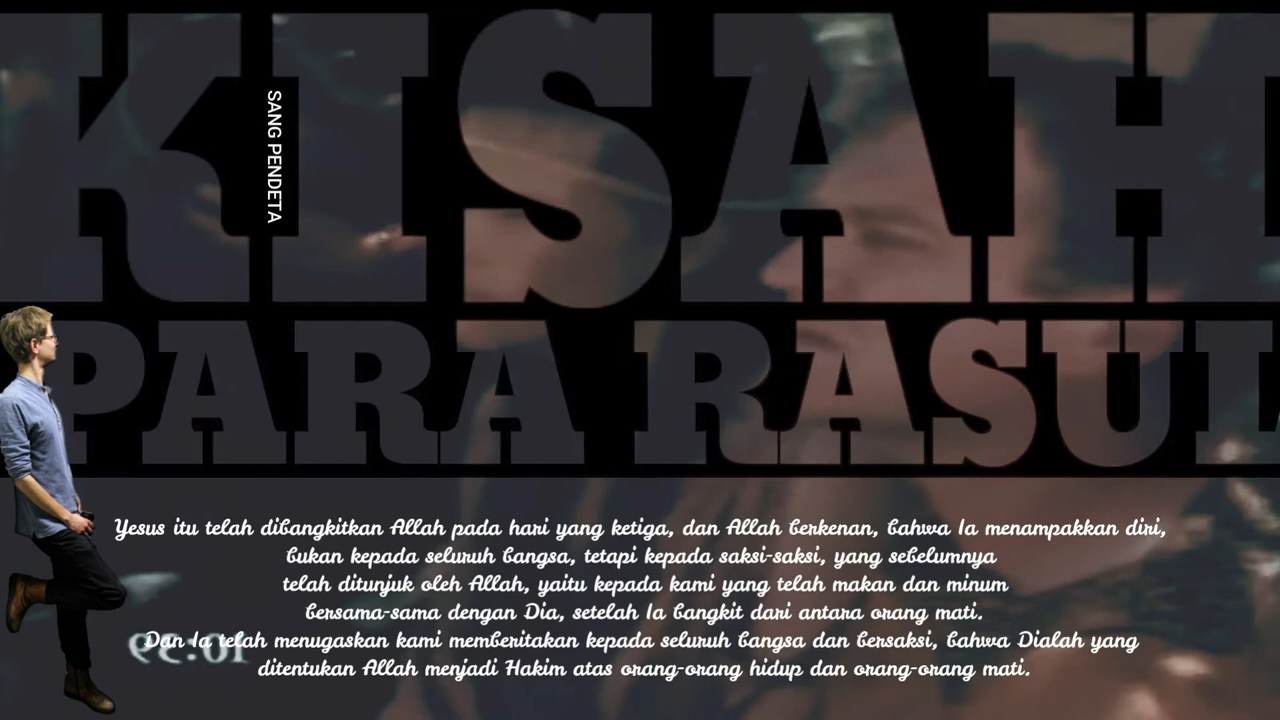 KISAH
SANG PENDETA
PARA RASUL
Yesus itu telah dibangkitkan Allah pada hari yang ketiga, dan Allah berkenan, bahwa Ia menampakkan diri,
bukan kepada seluruh bangsa, tetapi kepada saksi-saksi, yang sebelumnya
telah ditunjuk oleh Allah, yaitu kepada kami yang telah makan dan minum
bersama-sama dengan Dia, setelah Ia bangkit dari antara orang mati.
Dan Ia telah menugaskan kami memberitakan kepada seluruh bangsa dan bersaksi, bahwa Dialah yang
ditentukan Allah menjadi Hakim atas orang-orang hidup dan orang-orang mati.